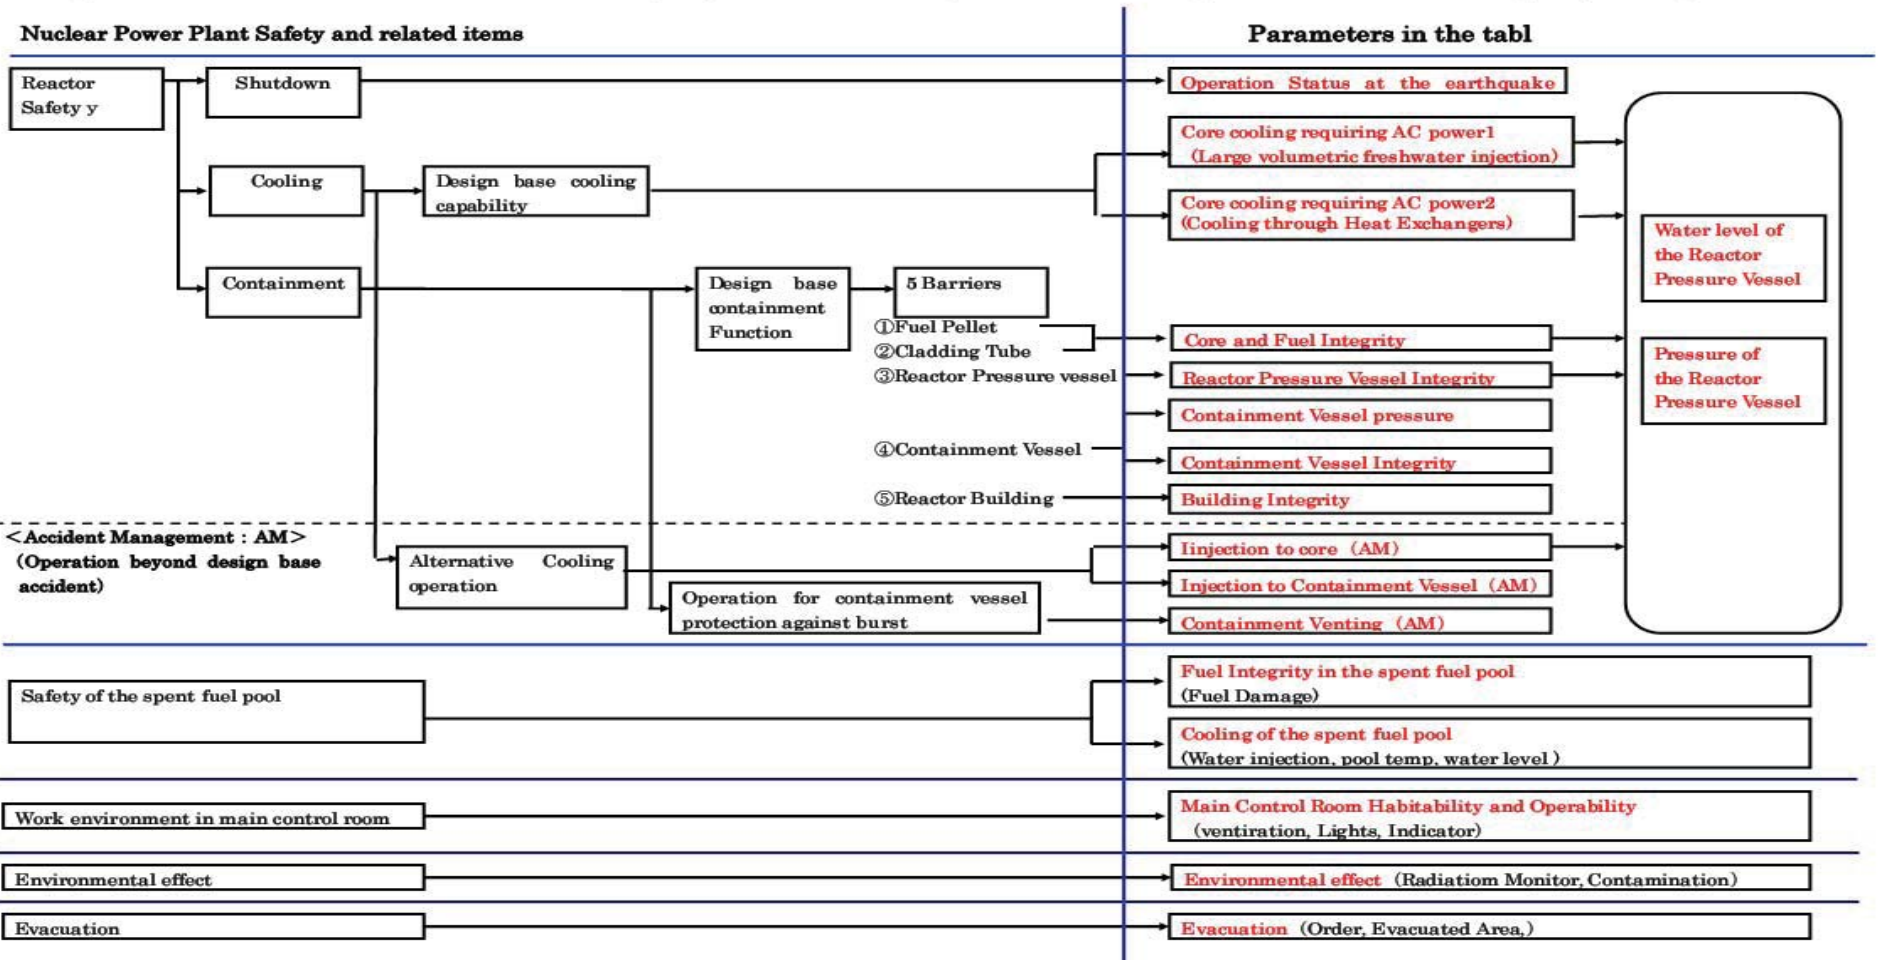 Nuclear Power Plant Safety and related items
Parameters in the tabl
Reactor
Safety y
Shutdown
Operation Status at the earthquake
Cooling
Design base cooling
capability
Core cooling requiring AC power1
(Large volumetric freshwater injection)
Core cooling requiring AC power2
(Cooling through Heat Exchangers)
Water level of
the Reactor
Pressure Vessel
Containment
Design base
containment
Function
5 Barriers
①Fuel Pellet
②Cladding Tube
③Reactor Pressure vessel
④Containment Vessel
⑤Reactor Building
Core and Fuel Integrity
Reactor Pressure Vessel Integrity
Containment Vessel pressure
Containment Vessel Integrity
Building Integrity
Pressure of
the Reactor
Pressure Vessel
<Accident Management : AM>
(Operation beyond design base
accident)
Alternative Cooling
operation
Operation for containment vessel
protection against burst
Iinjection to core (AM)
Injection to Containment Vessel (AM)
Containment Venting (AM)
Safety of the spent fuel pool
Fuel Integrity in the spent fuel pool
(Fuel Damage)
Cooling of the spent fuel pool
(Water injection, pool temp, water level )
Work environment in main control room
Main Control Room Habitability and Operability
(ventiration, Lights, Indicator)
Environmental effect
Environmental effect (Radiatiom Monitor, Contamination)
Evacuation
Evacuation (Order, Evacuated Area,)